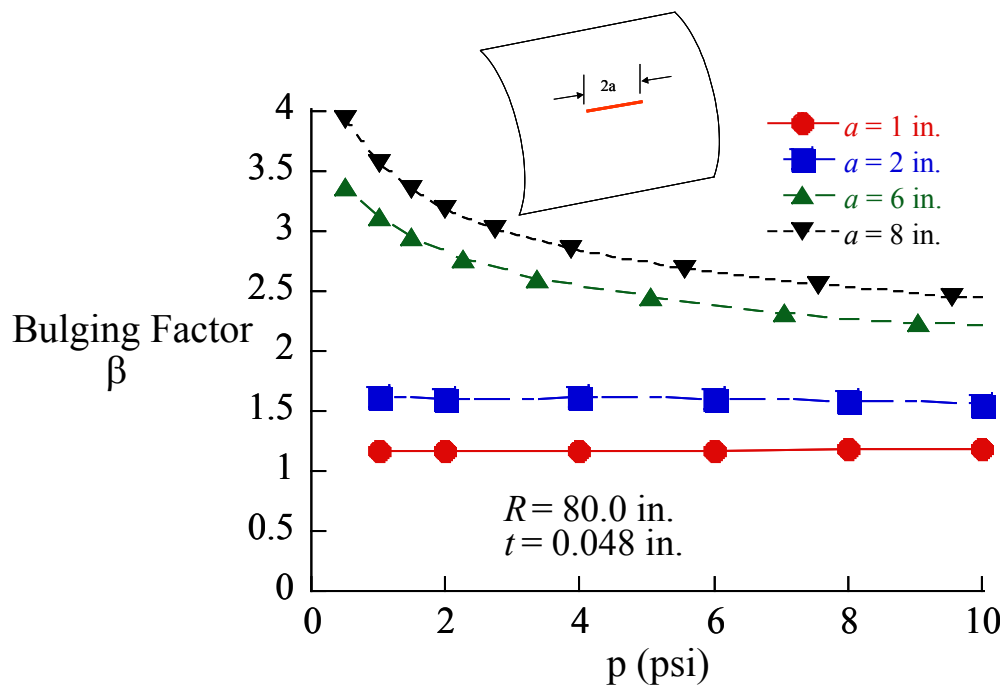 2a
a = 1 in.
a = 2 in.
a = 6 in.
a = 8 in.
4
3.5
3
2.5
2
1.5
1
0.5
0
Bulging Factor
β
R = 80.0 in.
t = 0.048 in.
0 2 4 6 8 10
p (psi)